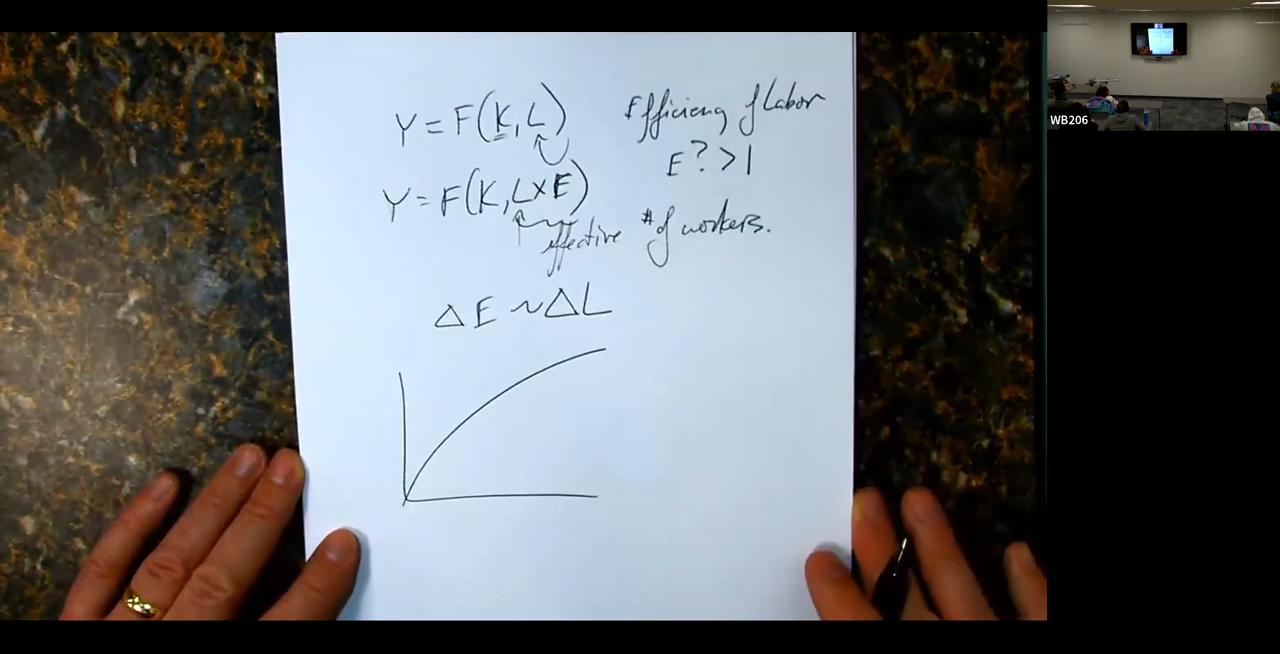 Y = F(K, L)
Efficiency of Labor
E? > 1
Y = F(K, L × E)
effective # of workers.
ΔE ~ ΔL
WB206